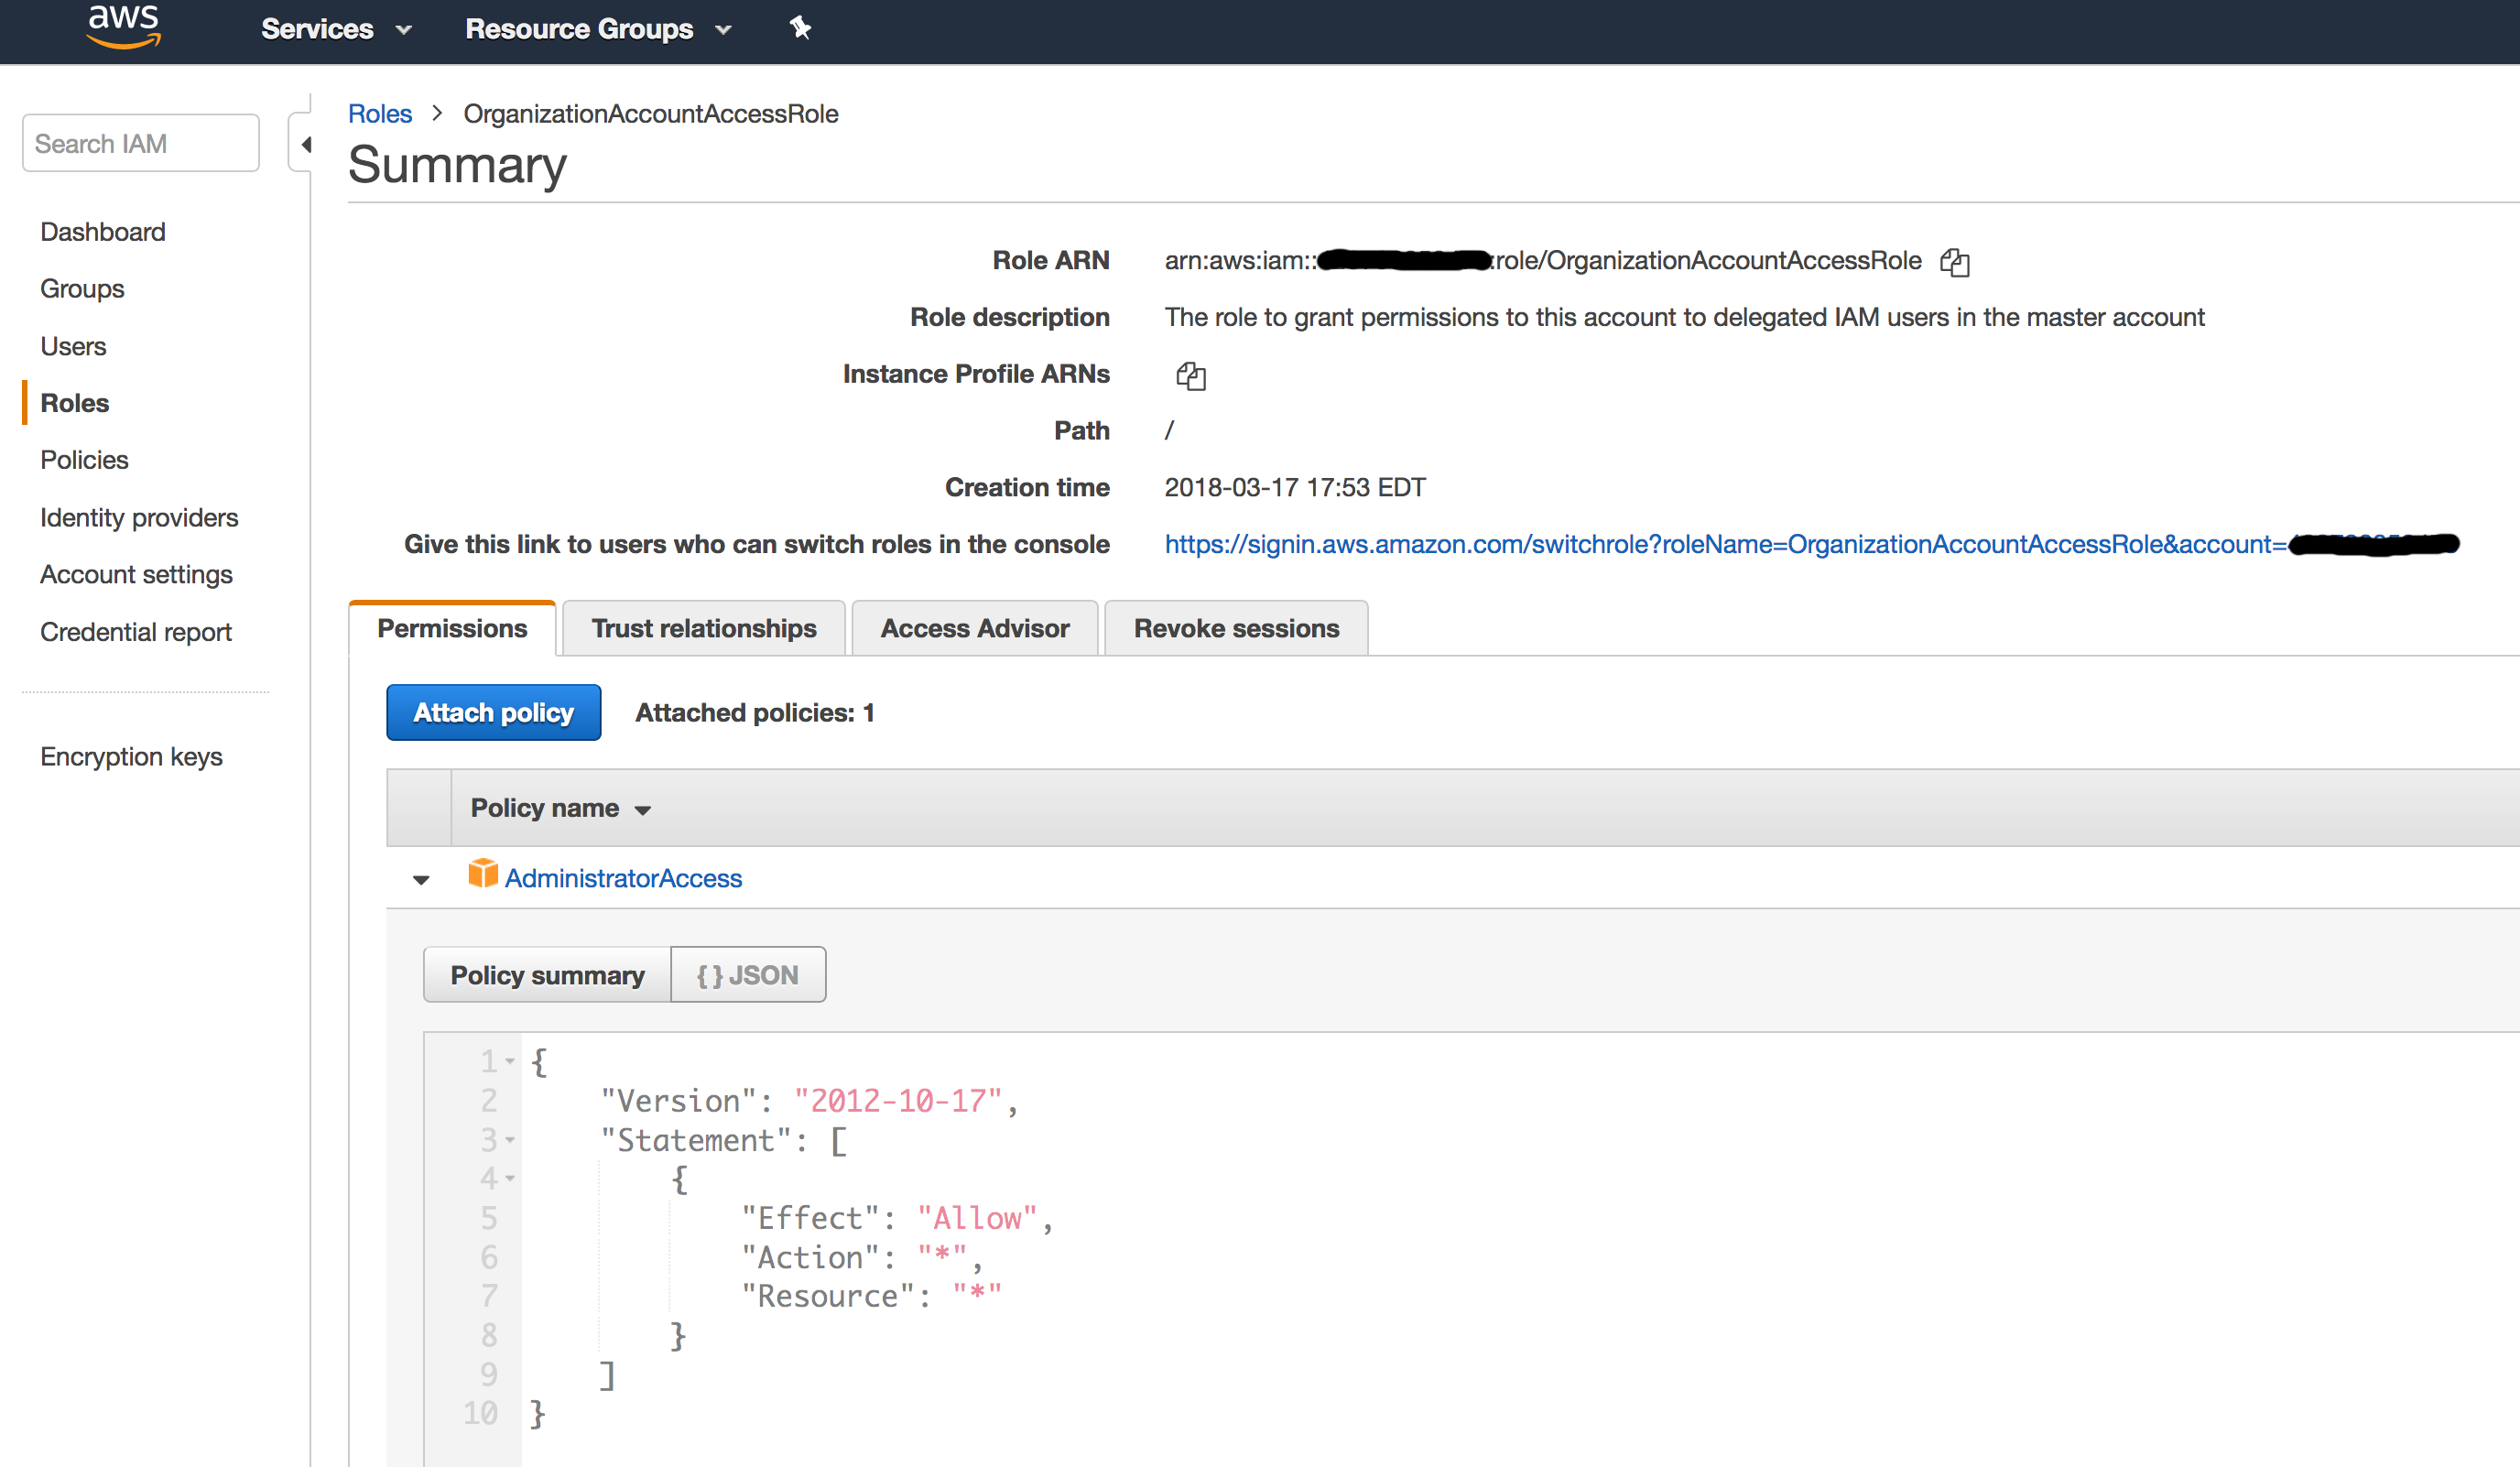 aws Services Resource Groups
Search IAM
Dashboard
Groups
Users
Roles
Policies
Identity providers
Account settings
Credential report
Encryption keys
Roles > OrganizationAccountAccessRole
Summary
Role ARN arn:aws:iam:: :role/OrganizationAccountAccessRole
Role description The role to grant permissions to this account to delegated IAM users in the master account
Instance Profile ARNs
Path /
Creation time 2018-03-17 17:53 EDT
Give this link to users who can switch roles in the console https://signin.aws.amazon.com/switchrole?roleName=OrganizationAccountAccessRole&account=
Permissions Trust relationships Access Advisor Revoke sessions
Attach policy Attached policies: 1
Policy name
AdministratorAccess
Policy summary { } JSON
1 {
2 "Version": "2012-10-17",
3 "Statement": [
4 {
5 "Effect": "Allow",
6 "Action": "*",
7 "Resource": "*"
8 }
9 ]
10 }